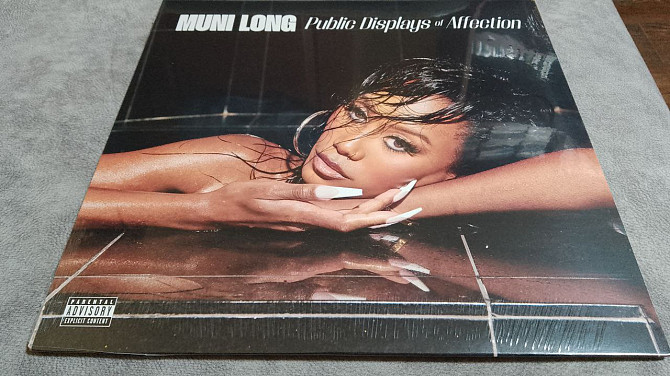 MUNI LONG Public Displays of Affection
PARENTAL
ADVISORY
EXPLICIT CONTENT